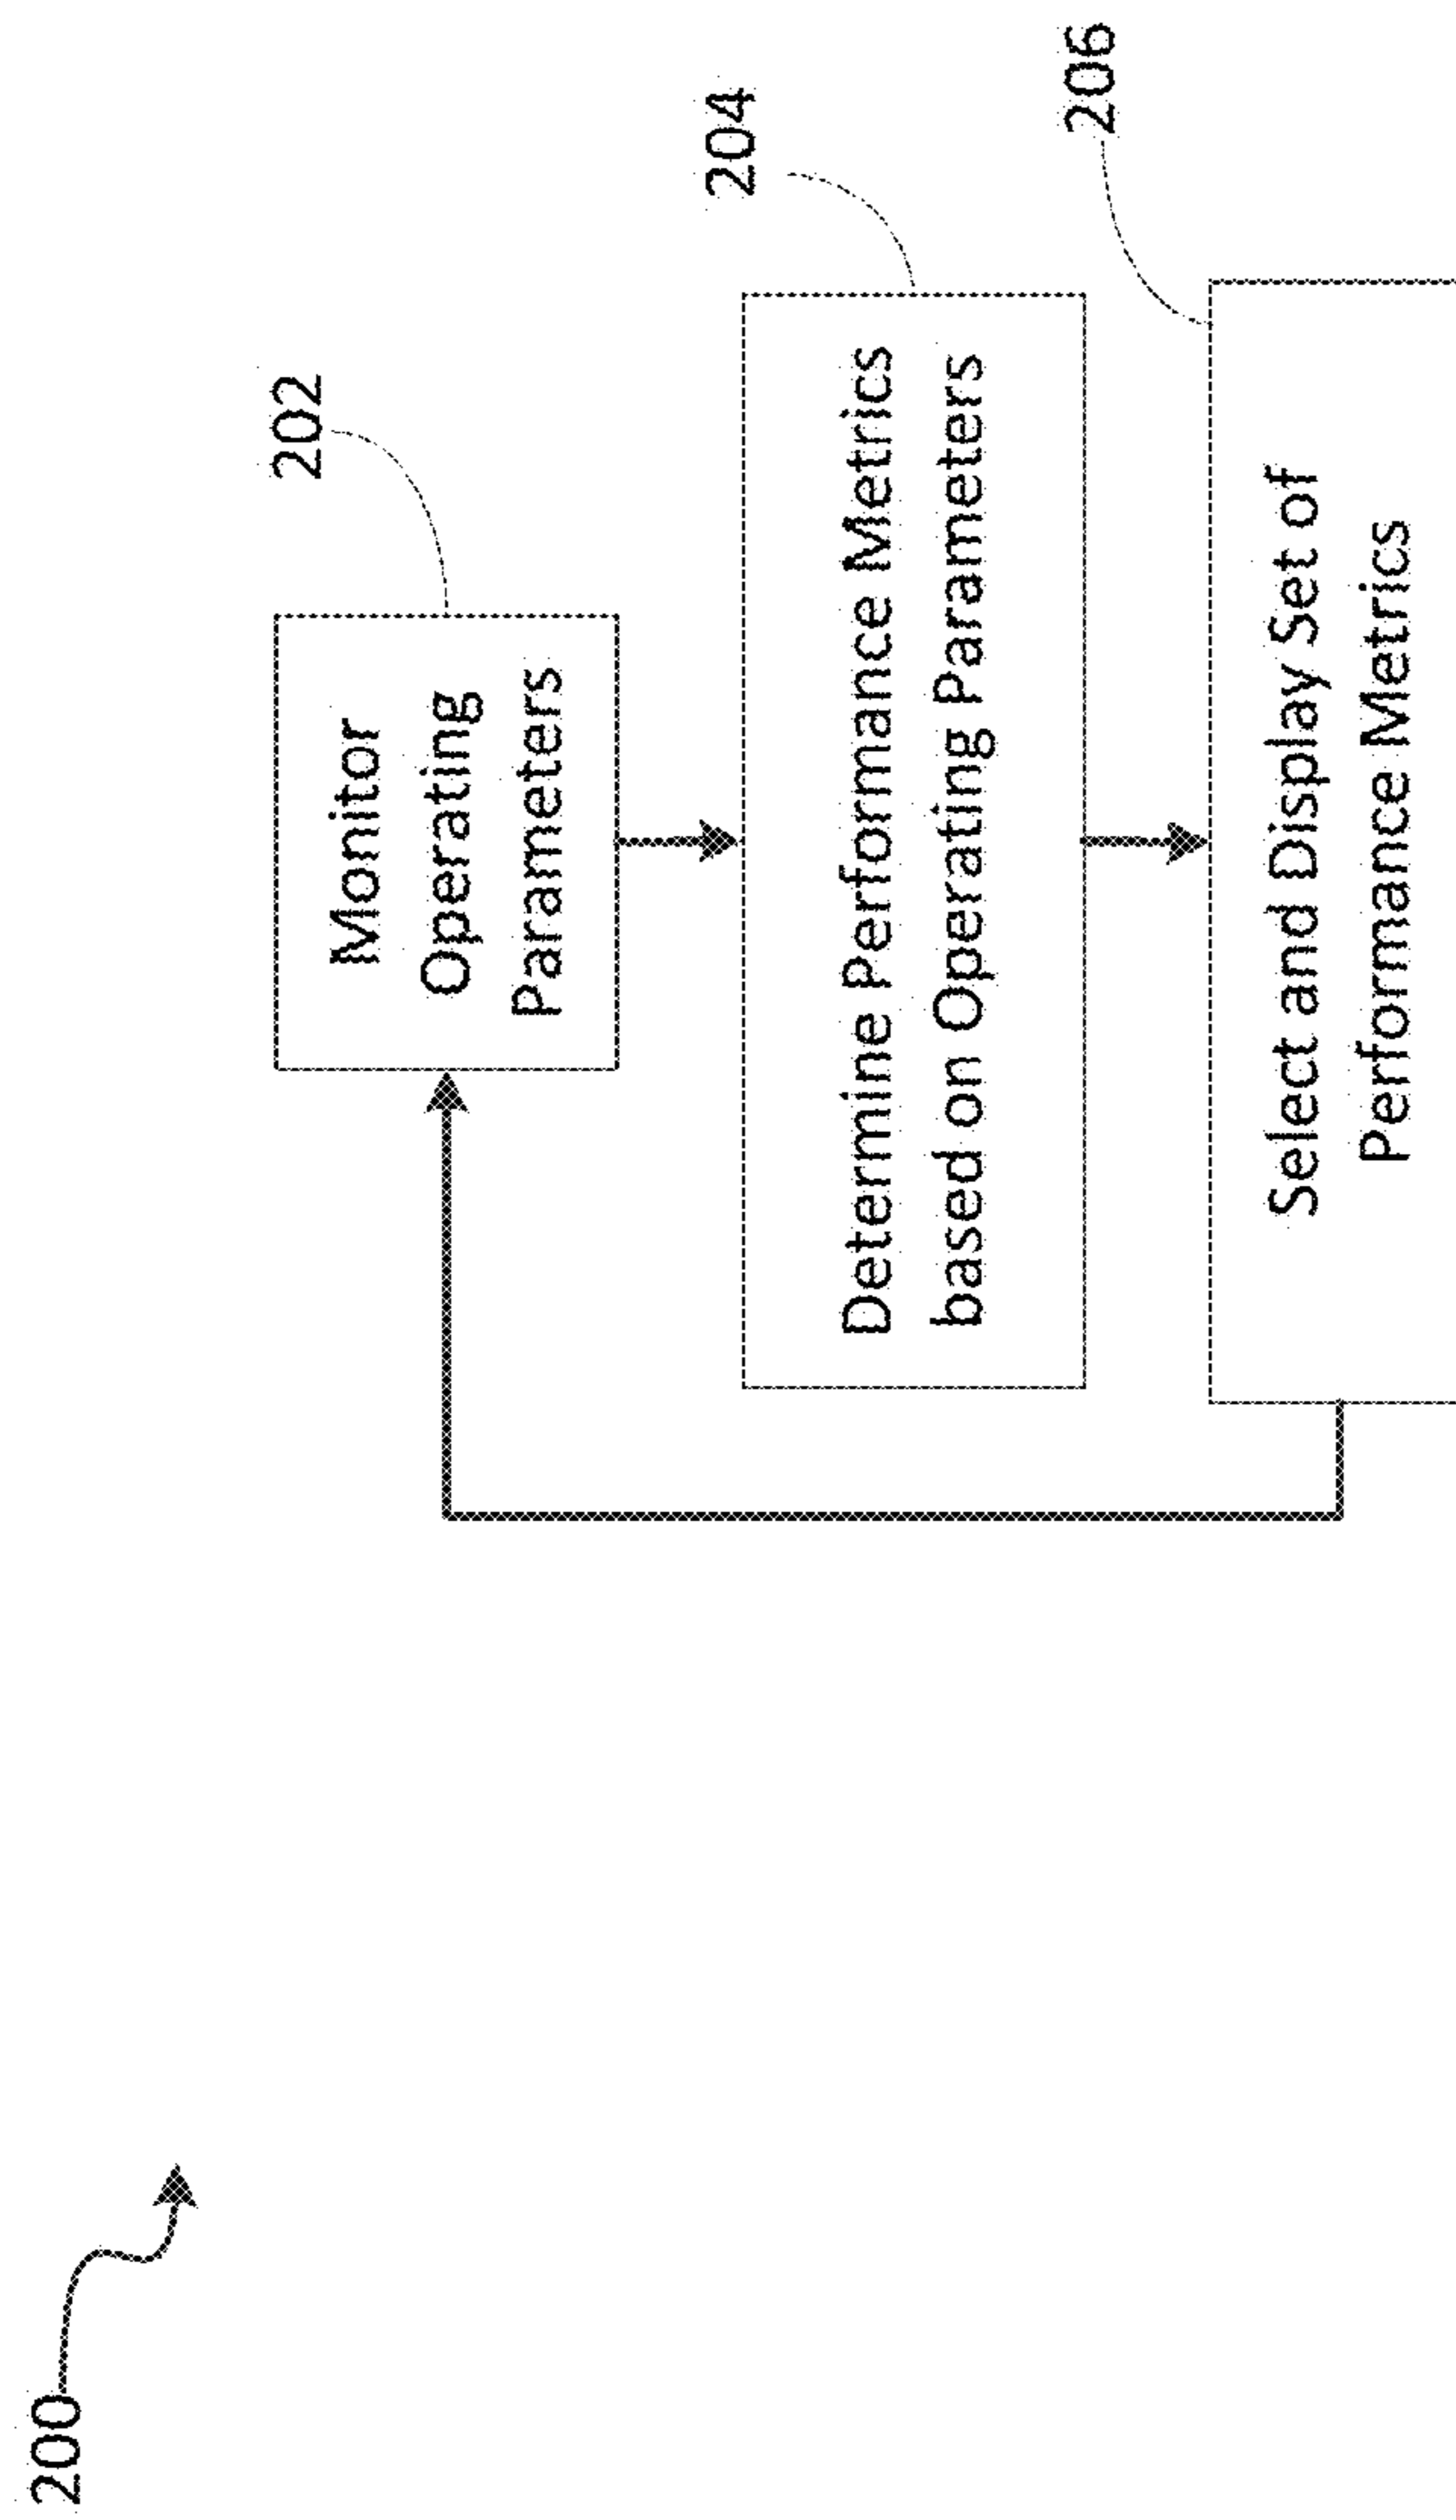 200
202
Monitor
Operating
Parameters
204
Determine Performance Metrics
based on Operating Parameters
206
Select and Display Set of
Performance Metrics